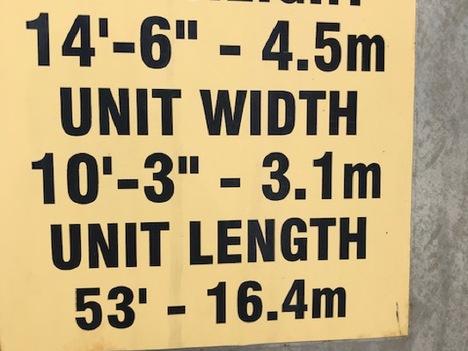 14'-6" - 4.5m
UNIT WIDTH
10'-3" - 3.1m
UNIT LENGTH
53' - 16.4m